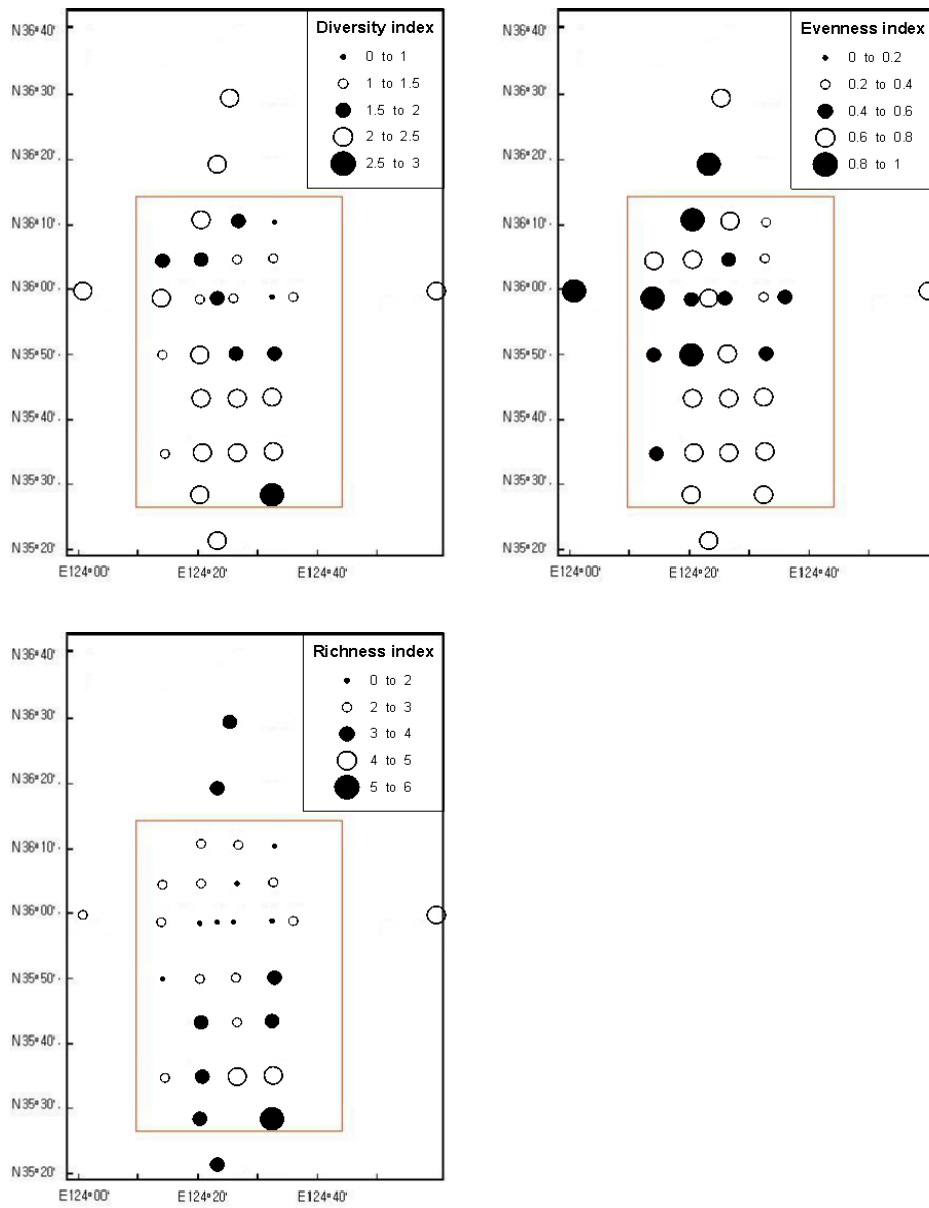 Diversity index
0 to 1
1 to 1.5
1.5 to 2
2 to 2.5
2.5 to 3
N36°40'
N36°30'
N36°20'
N36°10'
N36°00'
N35°50'
N35°40'
N35°30'
N35°20'
E124°00' E124°20' E124°40'
Evenness index
0 to 0.2
0.2 to 0.4
0.4 to 0.6
0.6 to 0.8
0.8 to 1
N36°40'
N36°30'
N36°20'
N36°10'
N36°00'
N35°50'
N35°40'
N35°30'
N35°20'
E124°00' E124°20' E124°40'
Richness index
0 to 2
2 to 3
3 to 4
4 to 5
5 to 6
N36°40'
N36°30'
N36°20'
N36°10'
N36°00'
N35°50'
N35°40'
N35°30'
N35°20'
E124°00' E124°20' E124°40'